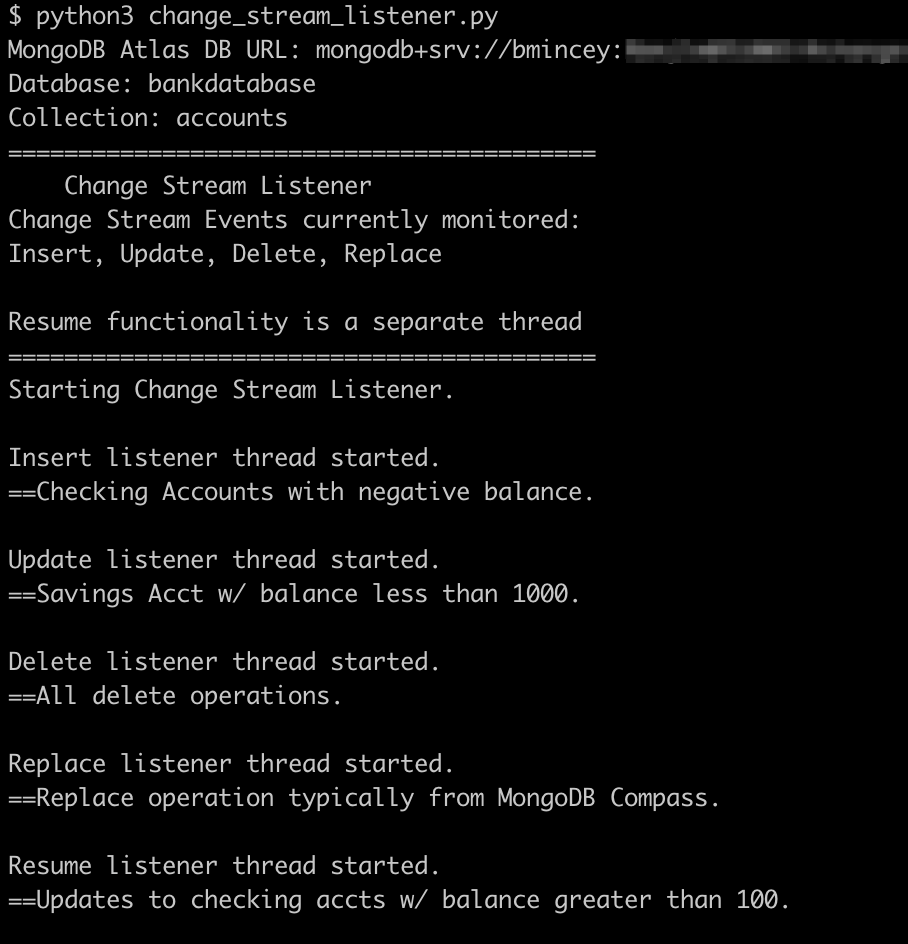 $ python3 change_stream_listener.py
MongoDB Atlas DB URL: mongodb+srv://bmincey:
Database: bankdatabase
Collection: accounts
==========================================
Change Stream Listener
Change Stream Events currently monitored:
Insert, Update, Delete, Replace
Resume functionality is a separate thread
==========================================
Starting Change Stream Listener.
Insert listener thread started.
==Checking Accounts with negative balance.
Update listener thread started.
==Savings Acct w/ balance less than 1000.
Delete listener thread started.
==All delete operations.
Replace listener thread started.
==Replace operation typically from MongoDB Compass.
Resume listener thread started.
==Updates to checking accts w/ balance greater than 100.